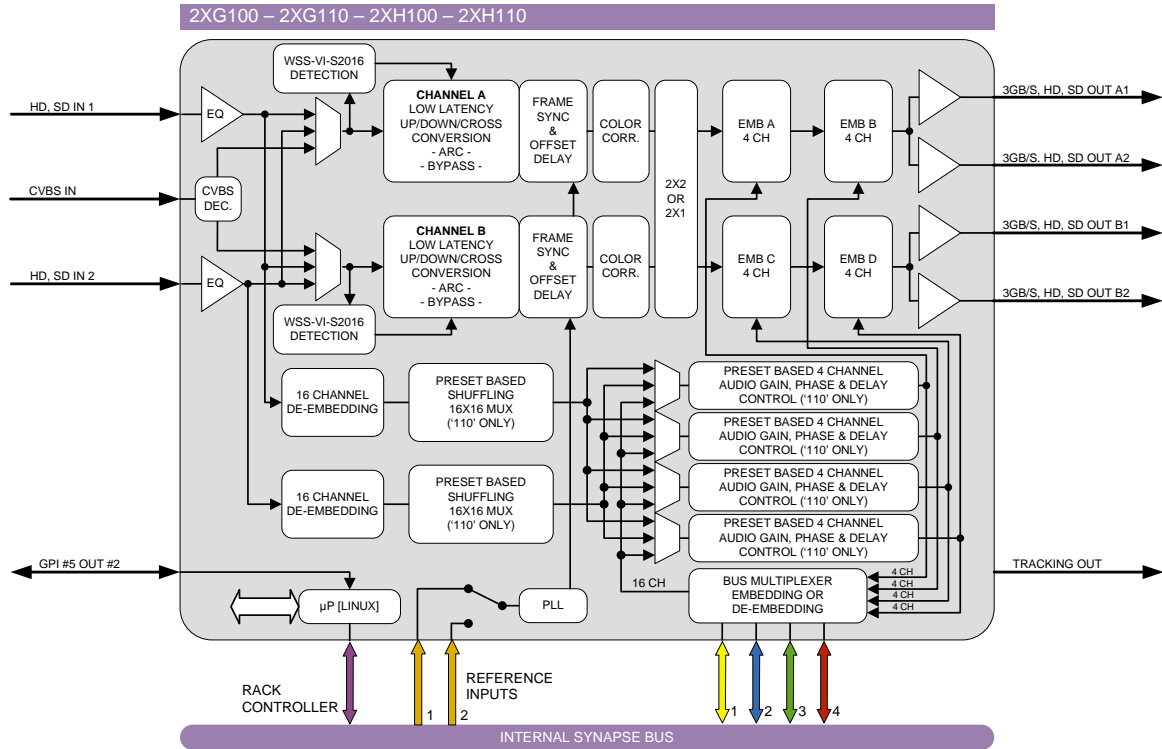 2XG100 – 2XG110 – 2XH100 - 2XH110
WSS-VI-S2016
DETECTION
HD, SD IN 1
EQ
CHANNEL A
LOW LATENCY
UP/DOWN/CROSS
CONVERSION
- ARC -
- BYPASS -
FRAME
SYNC
&
OFFSET
DELAY
COLOR
CORR.
2X2
OR
2X1
EMB A
4 CH
EMB B
4 CH
3GB/S, HD, SD OUT A1
3GB/S. HD, SD OUT A2
CVBS IN
CVBS
DEC.
HD, SD IN 2
EQ
CHANNEL B
LOW LATENCY
UP/DOWN/CROSS
CONVERSION
- ARC -
- BYPASS -
FRAME
SYNC
&
OFFSET
DELAY
COLOR
CORR.
EMB C
4 CH
EMB D
4 CH
3GB/S, HD, SD OUT B1
3GB/S, HD, SD OUT B2
WSS-VI-S2016
DETECTION
16 CHANNEL
DE-EMBEDDING
PRESET BASED
SHUFFLING
16X16 MUX
(‘110’ ONLY)
16 CHANNEL
DE-EMBEDDING
PRESET BASED
SHUFFLING
16X16 MUX
(‘110’ ONLY)
PRESET BASED 4 CHANNEL
AUDIO GAIN, PHASE & DELAY
CONTROL (‘110’ ONLY)
PRESET BASED 4 CHANNEL
AUDIO GAIN, PHASE & DELAY
CONTROL (‘110’ ONLY)
PRESET BASED 4 CHANNEL
AUDIO GAIN, PHASE & DELAY
CONTROL (‘110’ ONLY)
PRESET BASED 4 CHANNEL
AUDIO GAIN, PHASE & DELAY
CONTROL (‘110’ ONLY)
GPI #5 OUT #2
µP [LINUX]
PLL
16 CH
BUS MULTIPLEXER
EMBEDDING OR
DE-EMBEDDING
4 CH
4 CH
4 CH
4 CH
TRACKING OUT
RACK
CONTROLLER
1
2
REFERENCE
INPUTS
1
2
3
4
INTERNAL SYNAPSE BUS